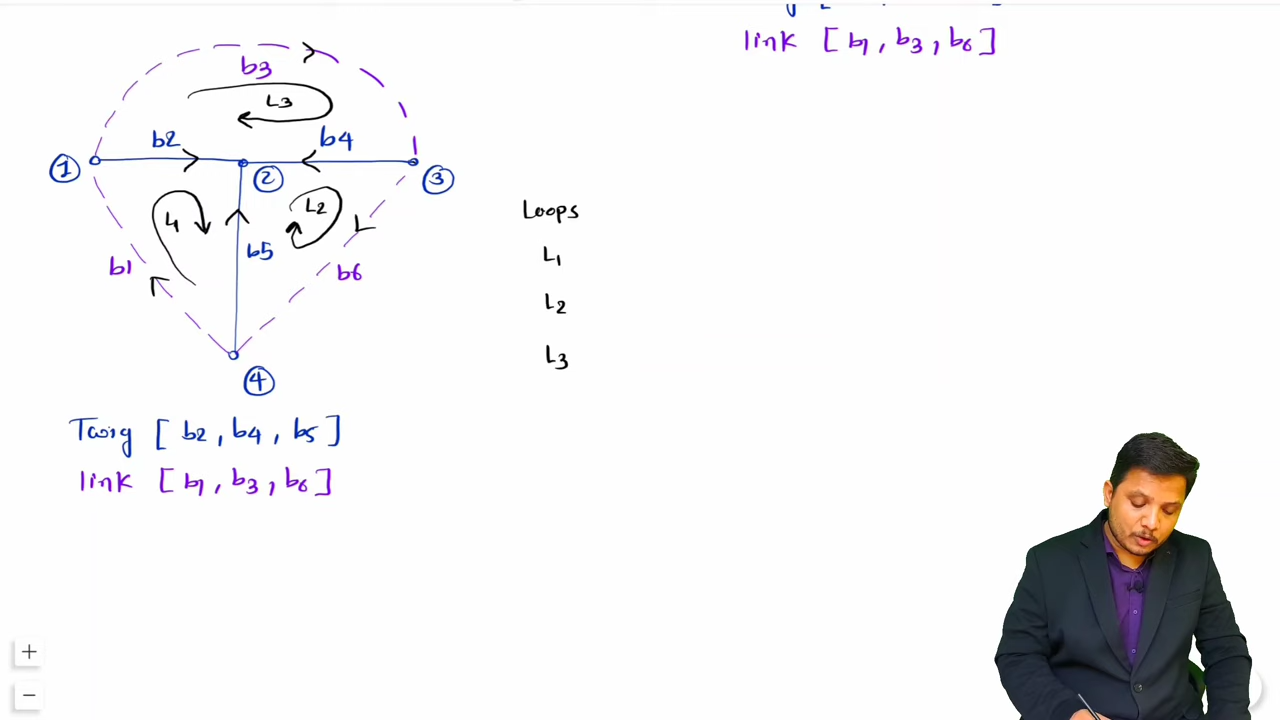 link [b1, b3, b6]
b3
L3
b2
b4
1
2
3
L1
L2
b5
b1
b6
4
Loops
L1
L2
L3
Twig [b2, b4, b5]
link [b1, b3, b6]